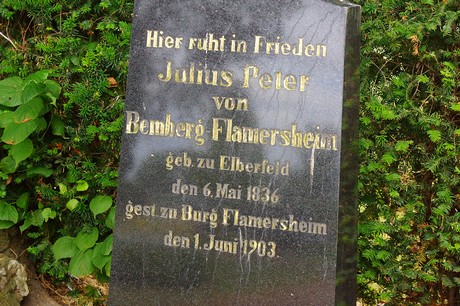 Hier ruht in Frieden
Julius Peter
von
Bemberg Flamersheim
geb. zu Elberfeld
den 6. Mai 1836
gest. zu Burg Flamersheim
den 1. Juni 1903.